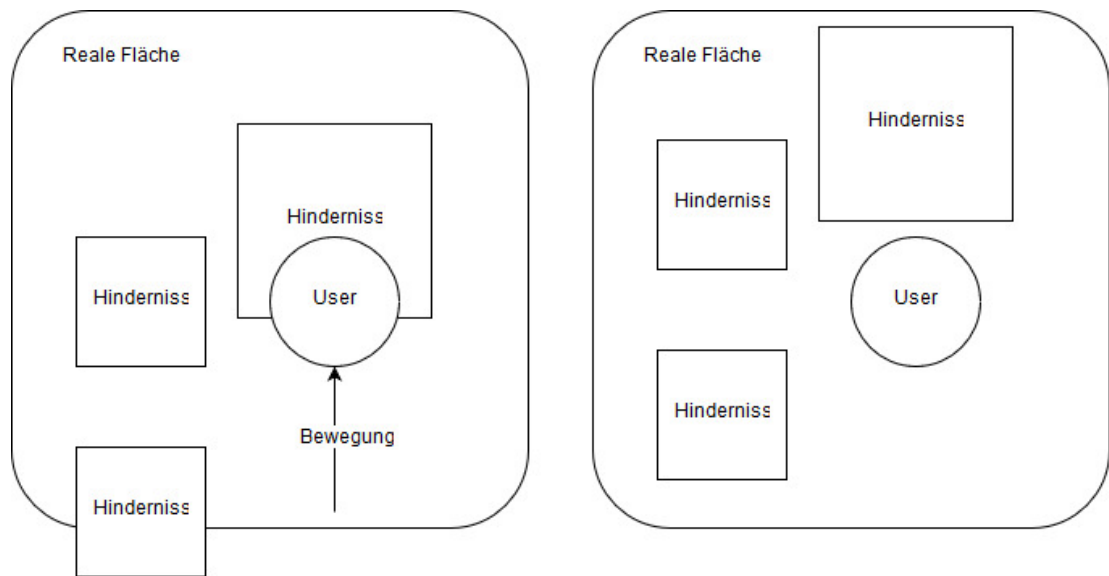 Reale Fläche
Hinderniss
Hinderniss
User
Bewegung
Hinderniss
Reale Fläche
Hinderniss
Hinderniss
User
Hinderniss